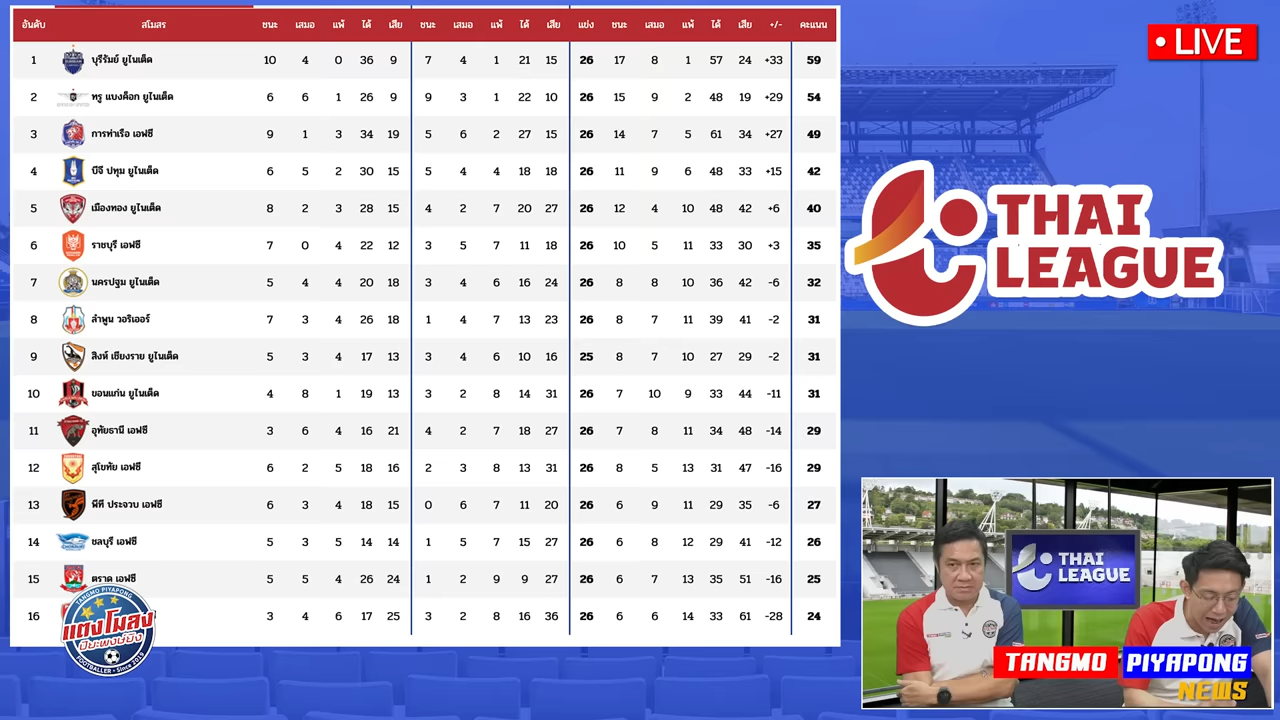 อันดับ สโมสร ชนะ เสมอ แพ้ ได้ เสีย ชนะ เสมอ แพ้ ได้ เสีย แข่ง ชนะ เสมอ แพ้ ได้ เสีย +/- คะแนน
1 บุรีรัมย์ ยูไนเต็ด 10 4 0 36 9 7 4 1 21 15 26 17 8 1 57 24 +33 59
2 ทรู แบงค็อก ยูไนเต็ด 6 6 1 26 9 9 3 1 22 10 26 15 9 2 48 19 +29 54
3 การท่าเรือ เอฟซี 9 1 3 34 19 5 6 2 27 15 26 14 7 5 61 34 +27 49
4 บีจี ปทุม ยูไนเต็ด 6 5 2 30 15 5 4 4 18 18 26 11 9 6 48 33 +15 42
5 เมืองทอง ยูไนเต็ด 8 2 3 28 15 4 2 7 20 27 26 12 4 10 48 42 +6 40
6 ราชบุรี เอฟซี 7 0 4 22 12 3 5 7 11 18 26 10 5 11 33 30 +3 35
7 นครปฐม ยูไนเต็ด 5 4 4 20 18 3 4 6 16 24 26 8 8 10 36 42 -6 32
8 ลำพูน วอริเออร์ 7 3 4 26 18 1 4 7 13 23 26 8 7 11 39 41 -2 31
9 สิงห์ เชียงราย ยูไนเต็ด 5 3 4 17 13 3 4 6 10 16 25 8 7 10 27 29 -2 31
10 ขอนแก่น ยูไนเต็ด 4 8 1 19 13 3 2 8 14 31 26 7 10 9 33 44 -11 31
11 อุทัยธานี เอฟซี 3 6 4 16 21 4 2 7 18 27 26 7 8 11 34 48 -14 29
12 สุโขทัย เอฟซี 6 2 5 18 16 2 3 8 13 31 26 8 5 13 31 47 -16 29
13 พีที ประจวบ เอฟซี 6 3 4 18 15 0 6 7 11 20 26 6 9 11 29 35 -6 27
14 ชลบุรี เอฟซี 5 3 5 14 14 1 5 7 15 27 26 6 8 12 29 41 -12 26
15 ตราด เอฟซี 5 5 4 26 24 1 2 9 9 27 26 6 7 13 35 51 -16 25
16 3 4 6 17 25 3 2 8 16 36 26 6 6 14 33 61 -28 24
TANGMO PIYAPONG
แตงโมลง
ปิยะพงษ์ยิง
FOOTBALLER • Since 2019
LIVE
THAI
LEAGUE
THAI
LEAGUE
TANGMO PIYAPONG
NEWS